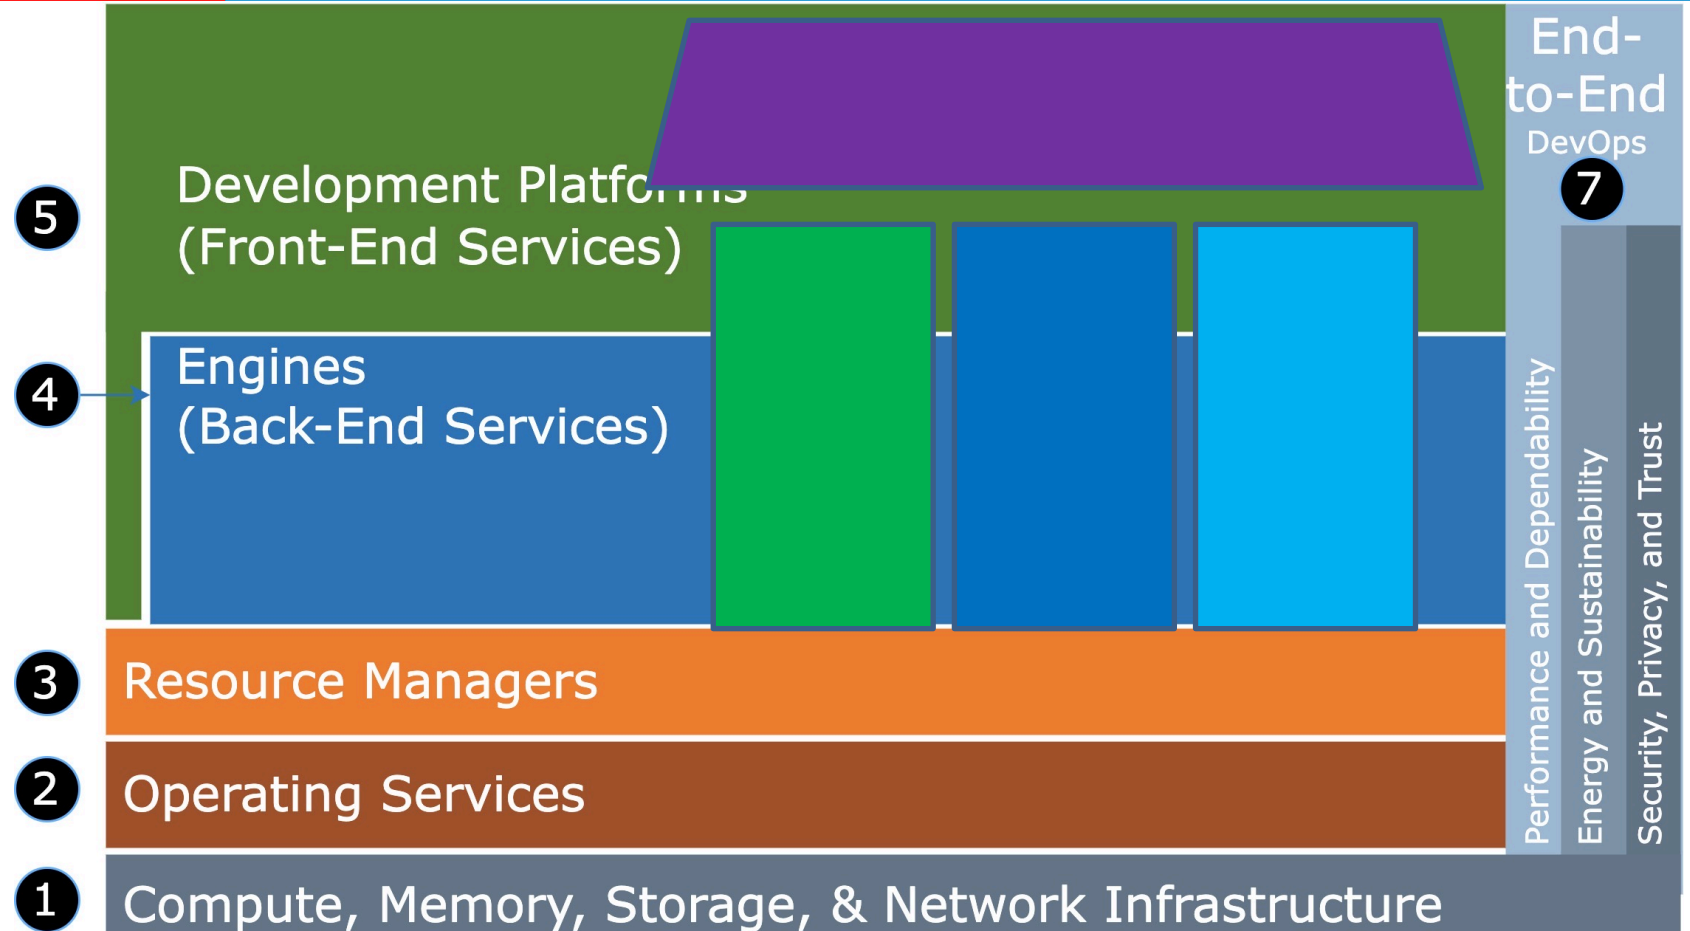 End-
to-End
DevOps
7
5
Development Platforms
(Front-End Services)
4
Engines
(Back-End Services)
3
Resource Managers
2
Operating Services
1
Compute, Memory, Storage, & Network Infrastructure
Performance and Dependability
Energy and Sustainability
Security, Privacy, and Trust